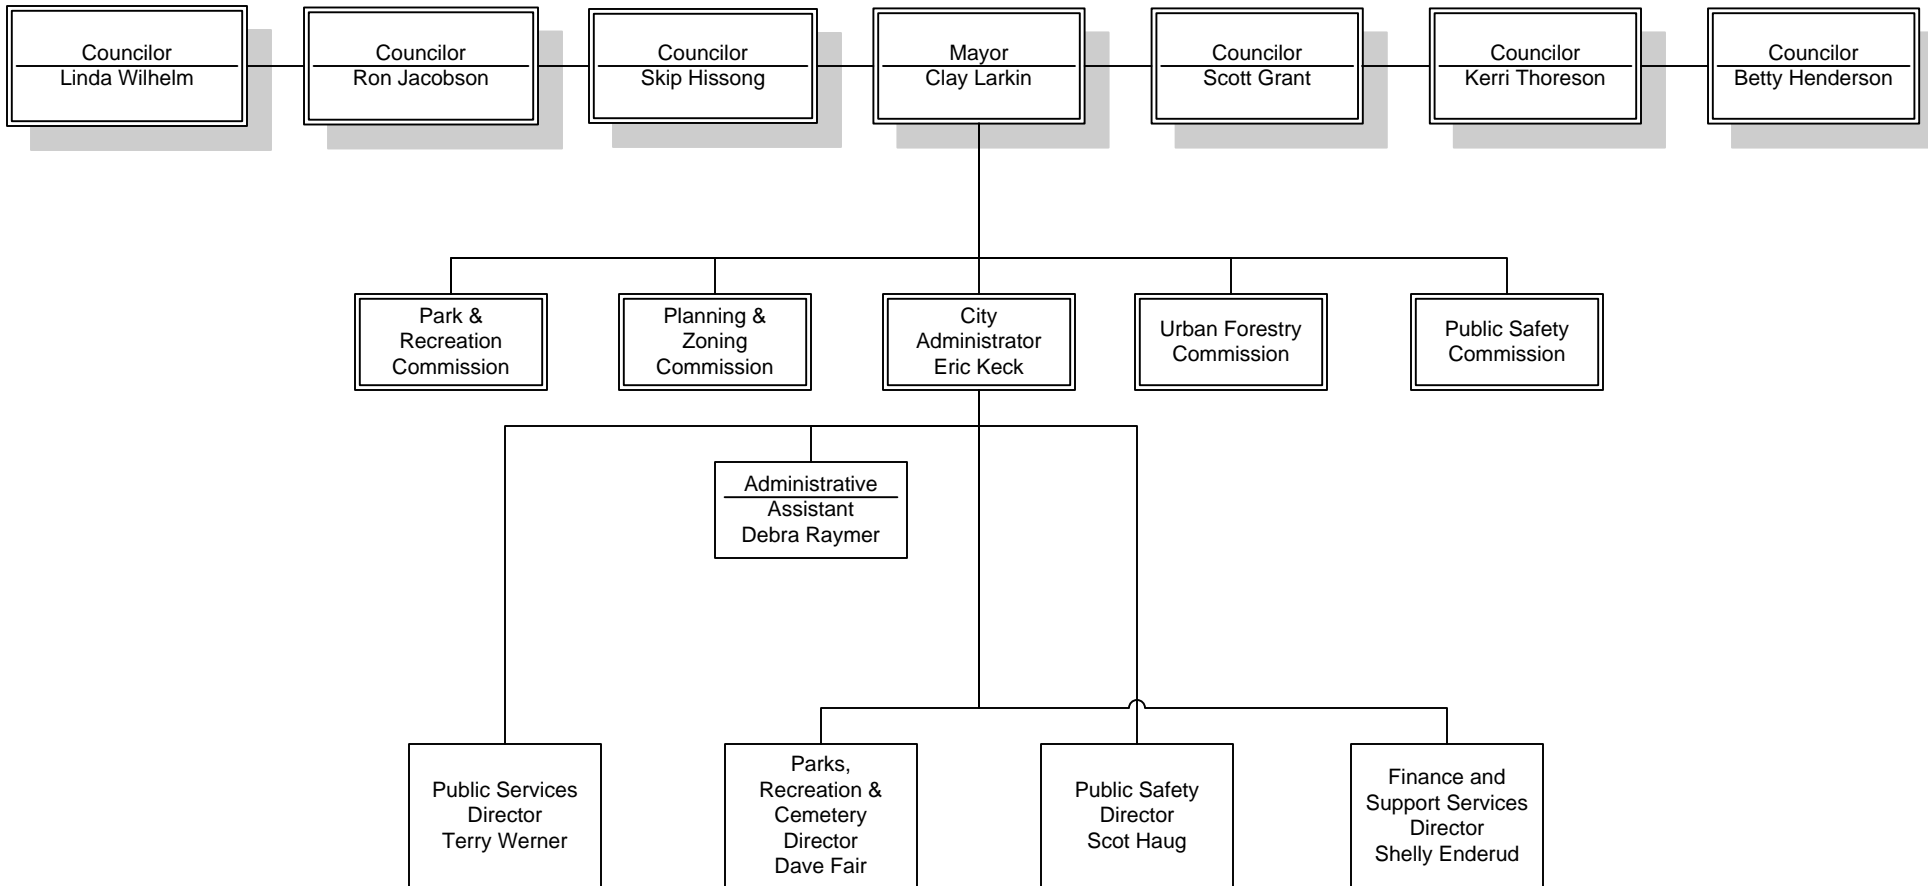 Councilor
Linda Wilhelm
Councilor
Ron Jacobson
Councilor
Skip Hissong
Mayor
Clay Larkin
Councilor
Scott Grant
Councilor
Kerri Thoreson
Councilor
Betty Henderson
Park &
Recreation
Commission
Planning &
Zoning
Commission
City
Administrator
Eric Keck
Urban Forestry
Commission
Public Safety
Commission
Administrative
Assistant
Debra Raymer
Public Services
Director
Terry Werner
Parks,
Recreation &
Cemetery
Director
Dave Fair
Public Safety
Director
Scot Haug
Finance and
Support Services
Director
Shelly Enderud